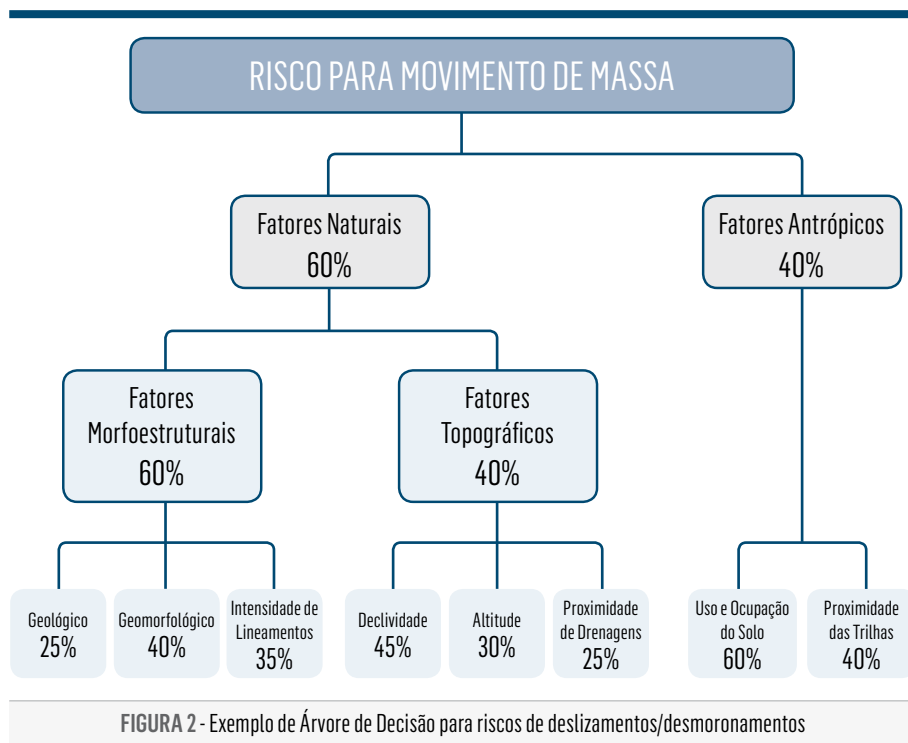 RISCO PARA MOVIMENTO DE MASSA
Fatores Naturais
60%
Fatores Antrópicos
40%
Fatores
Morfoestruturais
60%
Fatores
Topográficos
40%
Geológico
25%
Geomorfológico
40%
Intensidade de
Lineamentos
35%
Declividade
45%
Altitude
30%
Proximidade
de Drenagens
25%
Uso e Ocupação
do Solo
60%
Proximidade
das Trilhas
40%
FIGURA 2 - Exemplo de Árvore de Decisão para riscos de deslizamentos/desmoronamentos